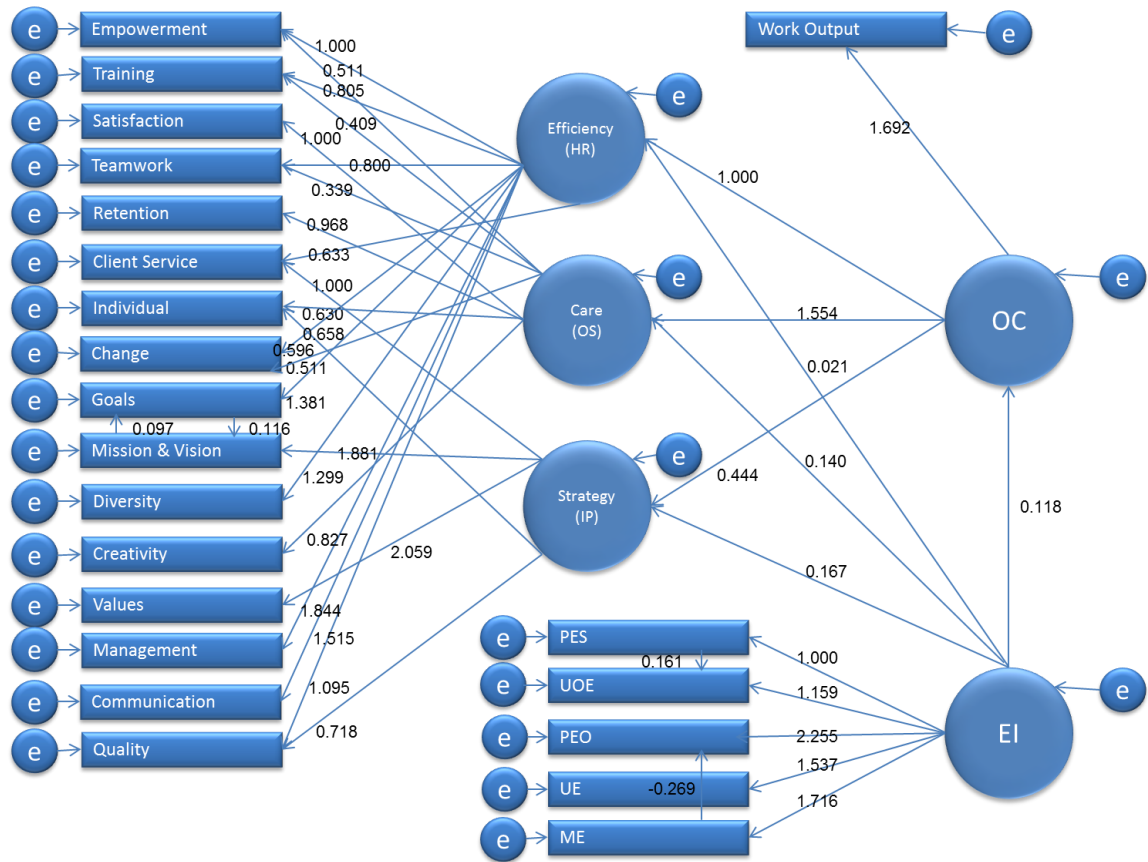 e
Empowerment
e
Training
e
Satisfaction
e
Teamwork
e
Retention
e
Client Service
e
Individual
e
Change
e
Goals
0.097
0.116
e
Mission & Vision
e
Diversity
e
Creativity
e
Values
e
Management
e
Communication
e
Quality
1.000
0.511
0.805
0.409
1.000
0.800
0.339
0.968
0.633
1.000
0.630
0.658
0.596
0.511
1.381
1.881
1.299
0.827
2.059
1.844
1.515
1.095
0.718
Efficiency
(HR)
e
Care
(OS)
e
Strategy
(IP)
e
Work Output
e
1.692
1.000
1.554
0.021
0.140
0.444
0.167
0.118
OC
e
e
PES
0.161
e
UOE
e
PEO
e
UE
-0.269
e
ME
1.000
1.159
2.255
1.537
1.716
EI
e